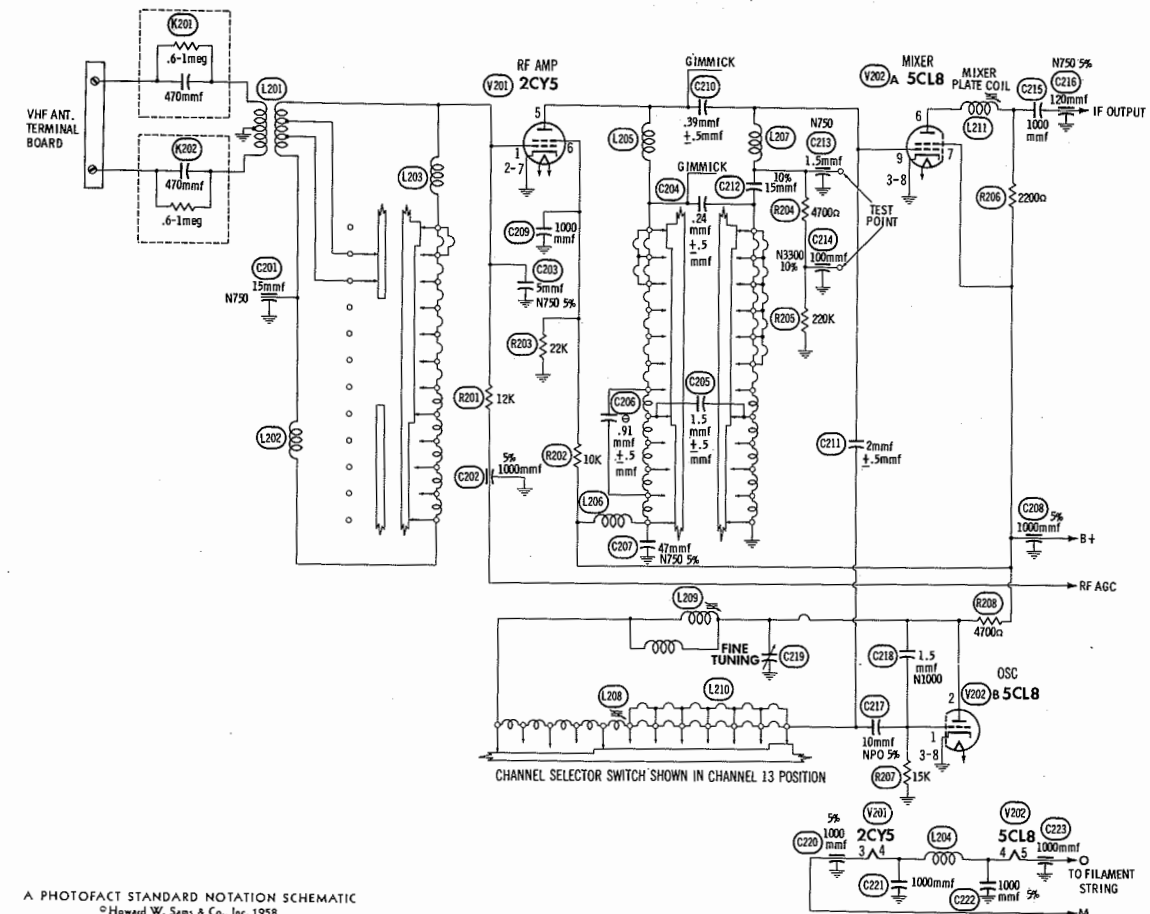 K201
.6-1meg
470mmf
VHF ANT.
TERMINAL
BOARD
K202
470mmf
.6-1meg
L201
C201
15mmf
N750
L202
L203
RF AMP
V201 2CY5
5
1
6
2-7
C209 1000
mmf
C203
5mmf
N750 5%
R203 22K
R201 12K
R202 10K
C202 5%
1000mmf
L206
C207 47mmf
N750 5%
GIMMICK
C210
.39mmf
±.5mmf
L205
L207
GIMMICK
C204
.24
mmf
±.5
mmf
C212 10%
15mmf
N750
C213
1.5mmf
R204
4700Ω
TEST
POINT
N3300
10%
C214
100mmf
R205 220K
C206
.91
mmf
±.5
mmf
C205
1.5
mmf
±.5
mmf
C211 2mmf
±.5mmf
MIXER
V202 A 5CL8
6
9
7
3-8
MIXER
PLATE COIL
L211
C215
1000
mmf
N750 5%
C216
120mmf
IF OUTPUT
R206 2200Ω
C208 5%
1000mmf
B+
RF AGC
R208
4700Ω
L209
FINE
TUNING
C219
C218 1.5
mmf
N1000
OSC
V202 B 5CL8
2
1
3-8
L208
L210
C217
10mmf
NPO 5%
R207 15K
CHANNEL SELECTOR SWITCH SHOWN IN CHANNEL 13 POSITION
C220
5%
1000
mmf
V201
2CY5
3 4
C221
1000mmf
L204
V202
5CL8
4 5
C222 1000
mmf 5%
C223
1000mmf
O
TO FILAMENT
STRING
M
A PHOTOFACT STANDARD NOTATION SCHEMATIC
© Howard W. Sams & Co., Inc. 1958